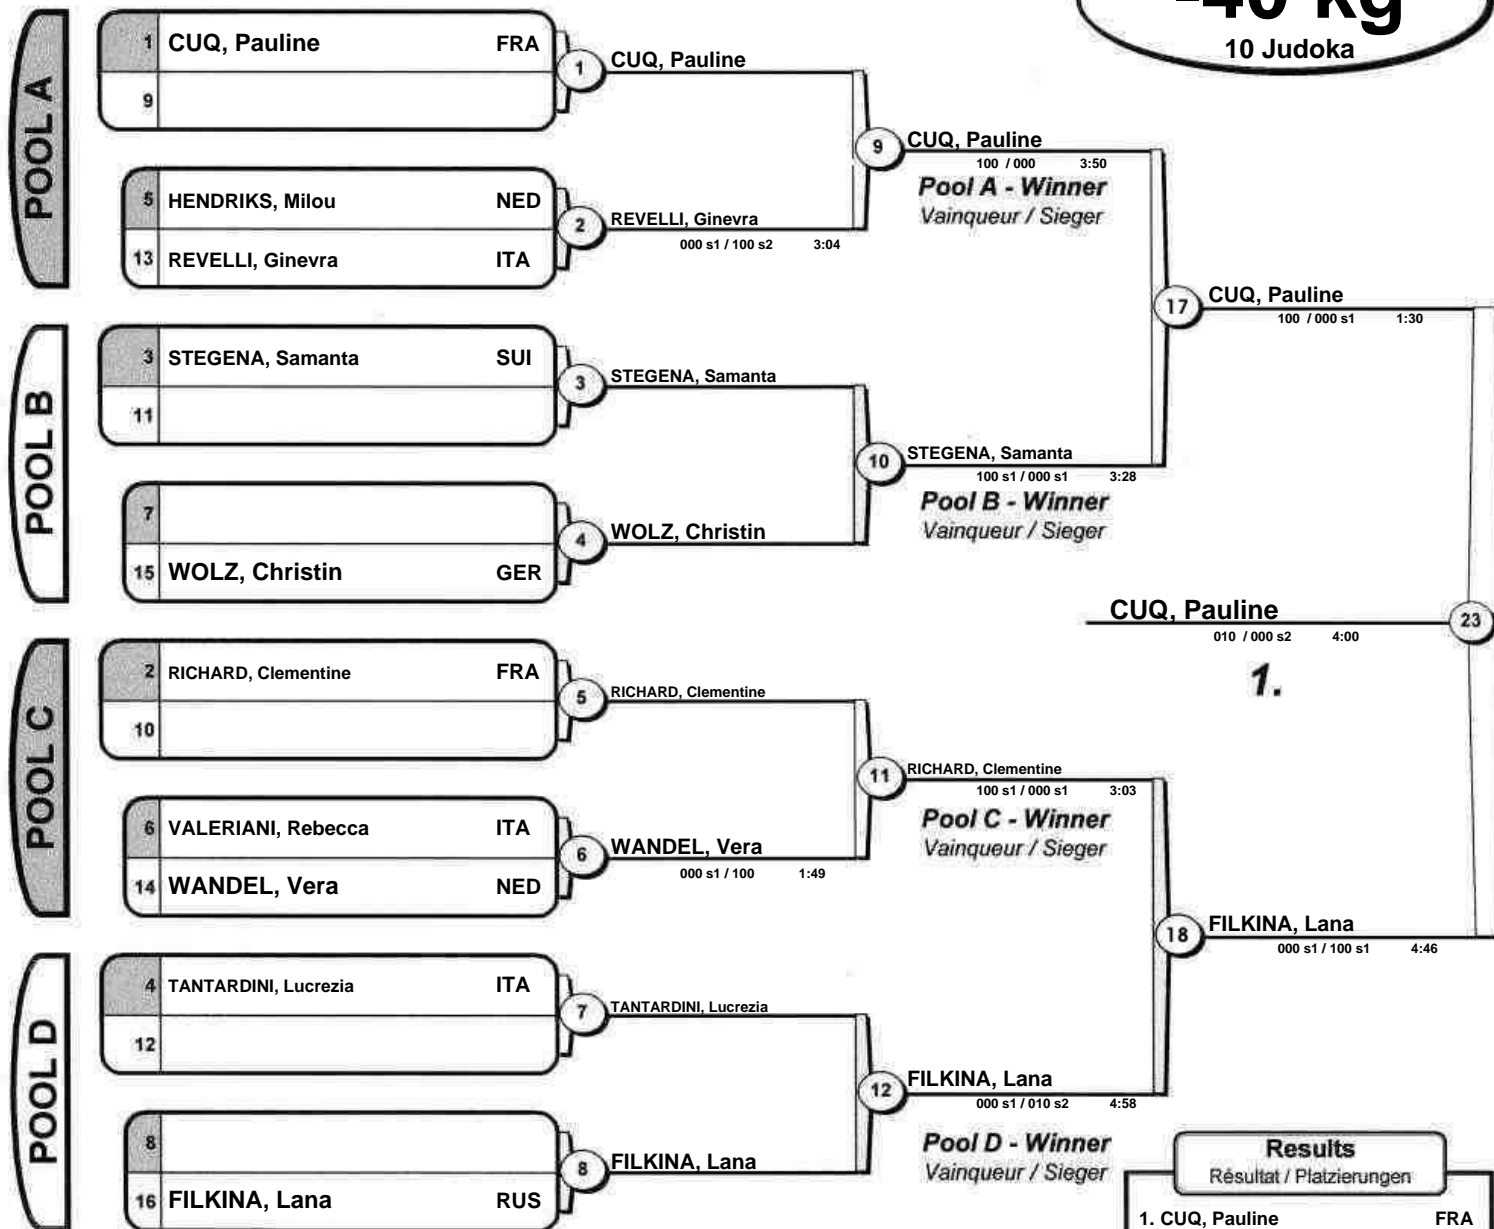 10 Judoka
POOL A
1 CUQ, Pauline FRA
9
1 CUQ, Pauline
5 HENDRIKS, Milou NED
13 REVELLI, Ginevra ITA
2 REVELLI, Ginevra
000 s1 / 100 s2 3:04
9 CUQ, Pauline
100 / 000 3:50
Pool A - Winner
Vainqueur / Sieger
POOL B
3 STEGENA, Samanta SUI
11
3 STEGENA, Samanta
7
15 WOLZ, Christin GER
4 WOLZ, Christin
10 STEGENA, Samanta
100 s1 / 000 s1 3:28
Pool B - Winner
Vainqueur / Sieger
17 CUQ, Pauline
100 / 000 s1 1:30
CUQ, Pauline 23
010 / 000 s2 4:00
1.
POOL C
2 RICHARD, Clementine FRA
10
5 RICHARD, Clementine
6 VALERIANI, Rebecca ITA
14 WANDEL, Vera NED
6 WANDEL, Vera
000 s1 / 100 1:49
11 RICHARD, Clementine
100 s1 / 000 s1 3:03
Pool C - Winner
Vainqueur / Sieger
18 FILKINA, Lana
000 s1 / 100 s1 4:46
POOL D
4 TANTARDINI, Lucrezia ITA
12
7 TANTARDINI, Lucrezia
8
16 FILKINA, Lana RUS
8 FILKINA, Lana
12 FILKINA, Lana
000 s1 / 010 s2 4:58
Pool D - Winner
Vainqueur / Sieger
Results
Résultat / Platzierungen
1. CUQ, Pauline FRA